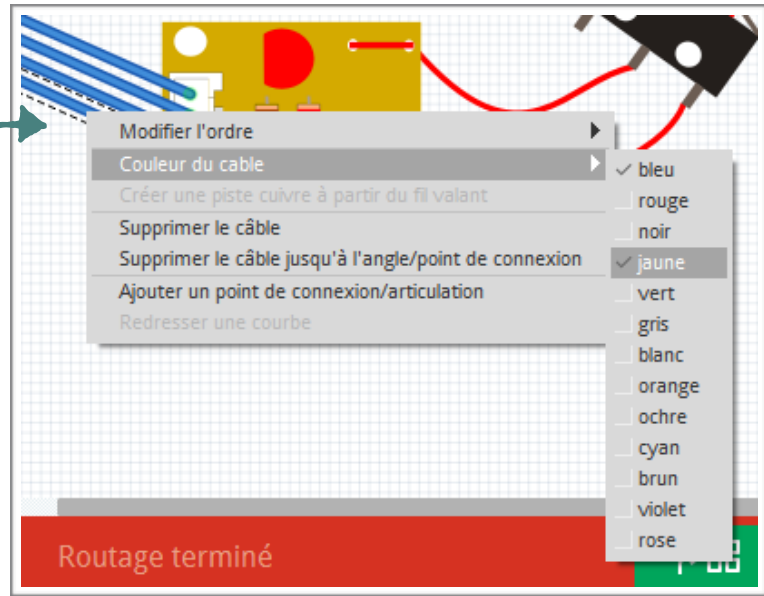 Modifier l'ordre
Couleur du cable
Créer une piste cuivre à partir du fil valant
Supprimer le câble
Supprimer le câble jusqu'à l'angle/point de connexion
Ajouter un point de connexion/articulation
Redresser une courbe
bleu
rouge
noir
jaune
vert
gris
blanc
orange
ochre
cyan
brun
violet
rose
Routage terminé